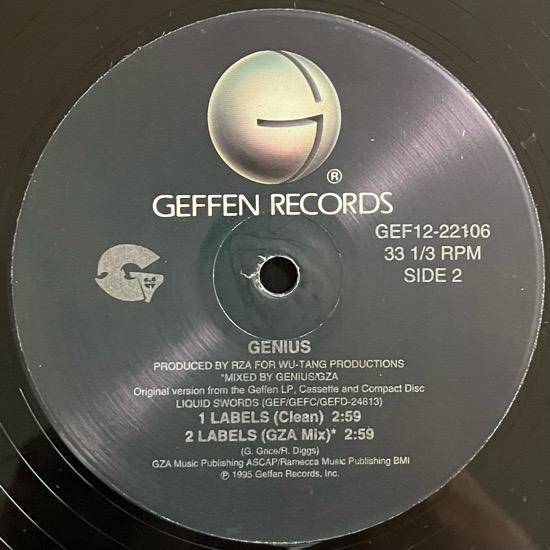 G
®
GEFFEN RECORDS
GEF12-22106
33 1/3 RPM
SIDE 2
G
GENIUS
PRODUCED BY RZA FOR WU-TANG PRODUCTIONS
*MIXED BY GENIUS/GZA
Original version from the Geffen LP, Cassette and Compact Disc
LIQUID SWORDS (GEF/GEFC/GEFD-24813)
1 LABELS (Clean) 2:59
2 LABELS (GZA Mix)* 2:59
(G. Grice/R. Diggs)
GZA Music Publishing ASCAP/Ramecca Music Publishing BMI
℗ 1995 Geffen Records, Inc.